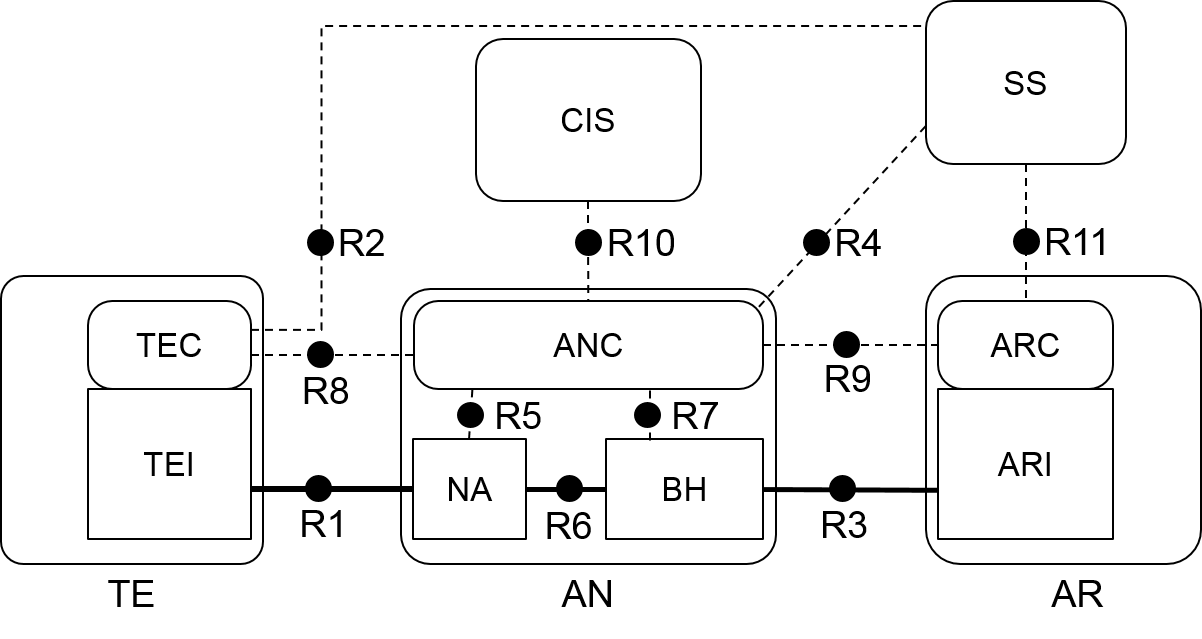 SS
CIS
R2
R10
R4
R11
TEC
ANC
ARC
R8
R9
R5
R7
TEI
NA
BH
ARI
R1
R6
R3
TE
AN
AR